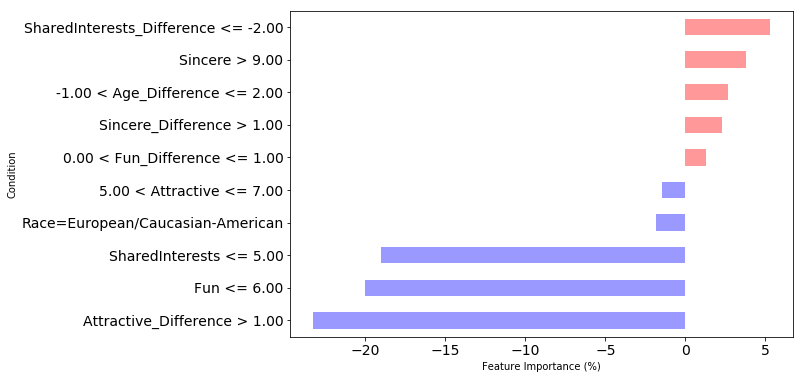 SharedInterests_Difference <= -2.00
Sincere > 9.00
-1.00 < Age_Difference <= 2.00
Sincere_Difference > 1.00
0.00 < Fun_Difference <= 1.00
5.00 < Attractive <= 7.00
Race=European/Caucasian-American
SharedInterests <= 5.00
Fun <= 6.00
Attractive_Difference > 1.00
Condition
−20 −15 −10 −5 0 5
Feature Importance (%)